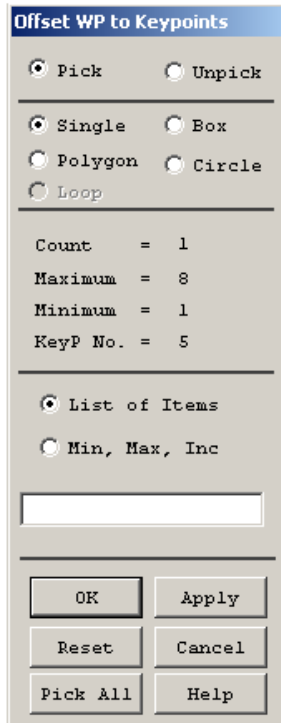 Offset WP to Keypoints
Pick Unpick
Single Box
Polygon Circle
Loop
Count = 1
Maximum = 8
Minimum = 1
KeyP No. = 5
List of Items
Min, Max, Inc
OK Apply
Reset Cancel
Pick All Help